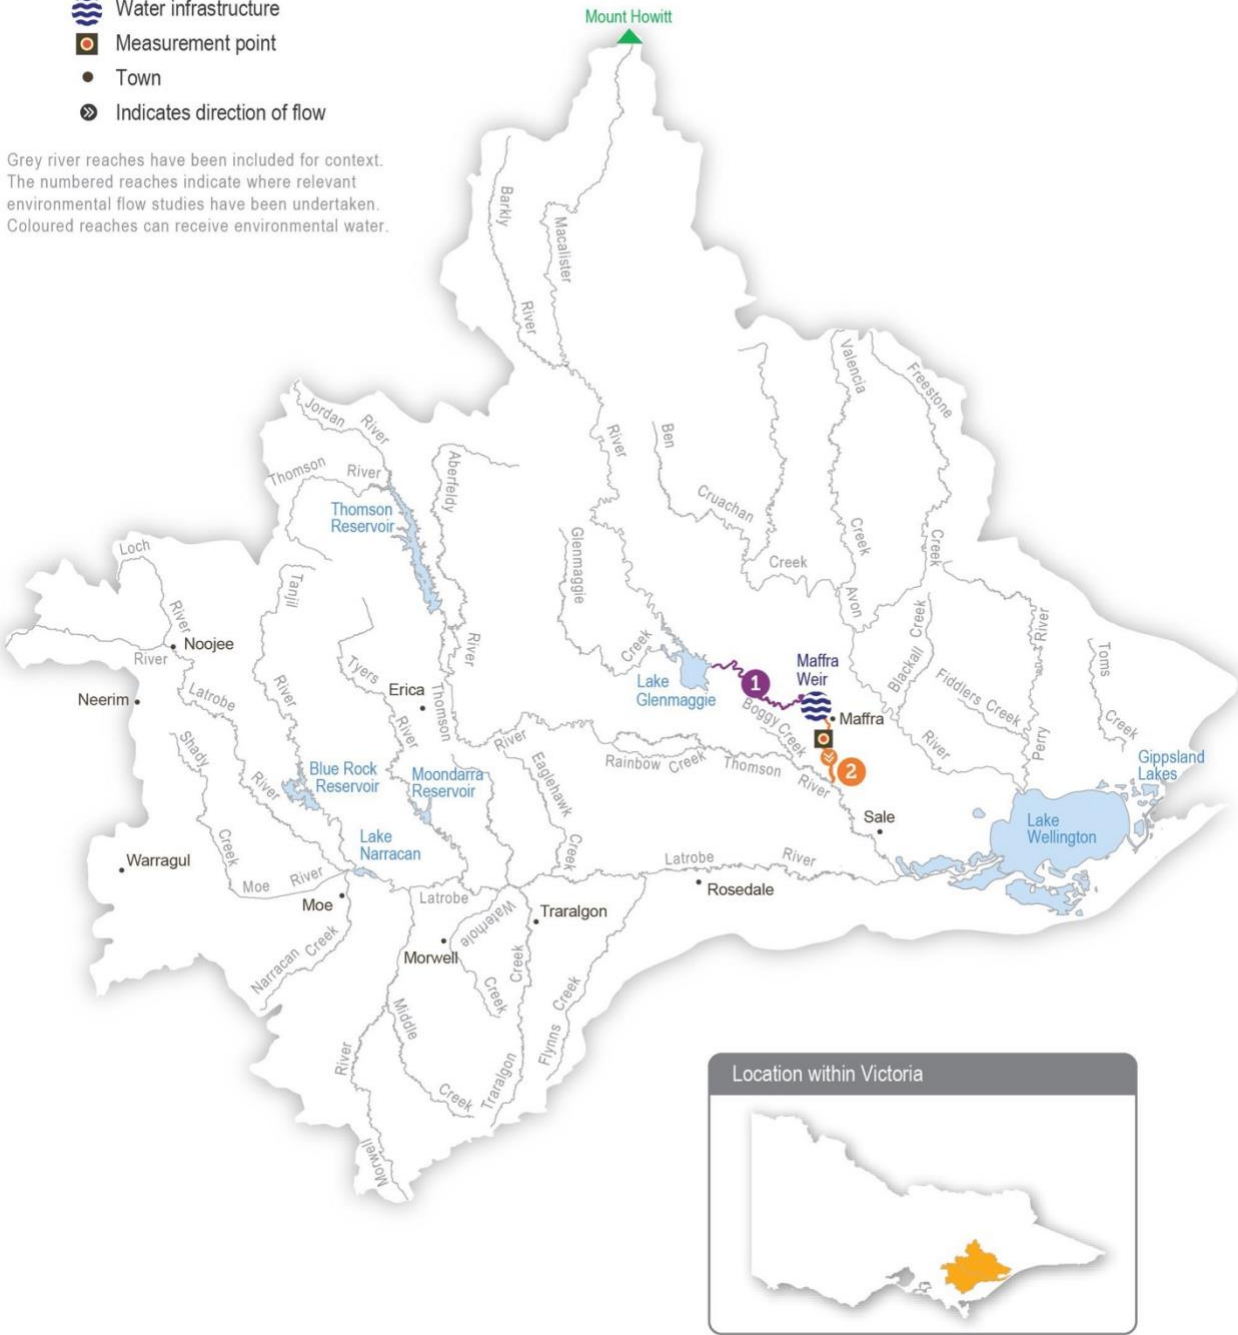 Water infrastructure
Measurement point
Town
Indicates direction of flow
Grey river reaches have been included for context.
The numbered reaches indicate where relevant
environmental flow studies have been undertaken.
Coloured reaches can receive environmental water.
Mount Howitt
Barkly
River
Macalister
River
Jordan
River
Thomson
River
Thomson
Reservoir
Aberfeldy
River
Ben
Cruachan
Creek
Valencia
Creek
Freestone
Creek
Loch
River
Noojee
River
Neerim
Latrobe
River
Tanjil
River
Tyers
River
Erica
Thomson
River
Glenmaggie
Creek
Lake
Glenmaggie
1
Maffra
Weir
Maffra
2
Boggy Creek
Avon
River
Blackall Creek
Fiddlers Creek
Perry
River
Toms
Creek
Gippsland
Lakes
Lake
Wellington
Rainbow Creek
Thomson
River
Sale
Eaglehawk
Creek
Blue Rock
Reservoir
Moondarra
Reservoir
Lake
Narracan
Shady
Creek
Warragul
Moe River
Moe
Narracan Creek
Latrobe
Latrobe River
Rosedale
Traralgon
Morwell
Waterhole
Creek
Traralgon
Creek
Flynns Creek
Middle
Creek
Morwell
River
Location within Victoria